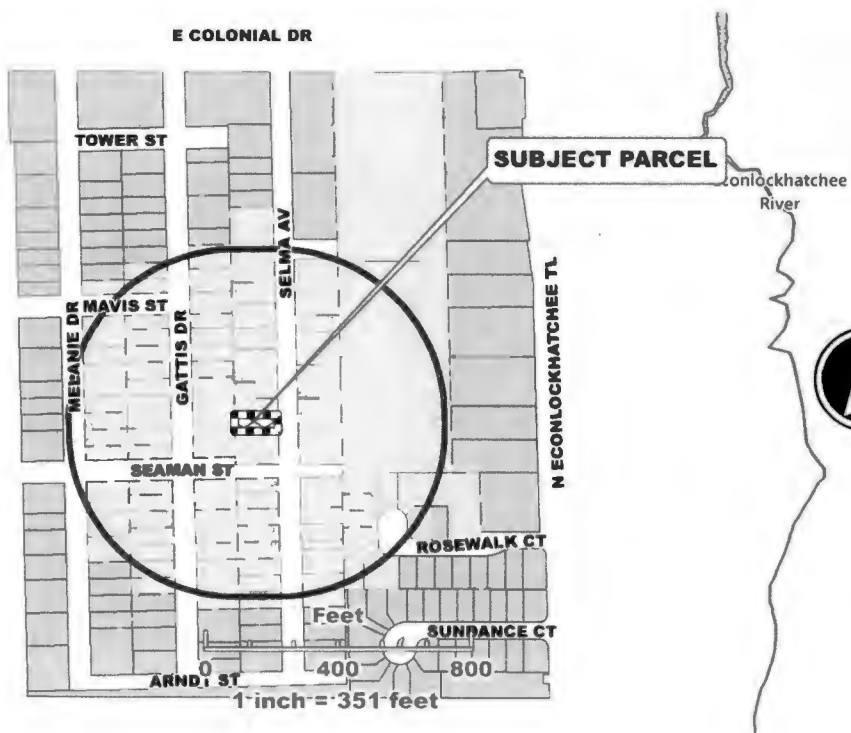 E COLONIAL DR
TOWER ST
SUBJECT PARCEL
conlockhatchee
River
SELMA AV
MAVIS ST
MELANIE DR
GATTIS DR
N ECONLOCKHATCHEE TL
SEAMAN ST
ROSEWALK CT
Feet
SUNDANCE CT
0 400 800
ARNDT ST
1 inch = 351 feet